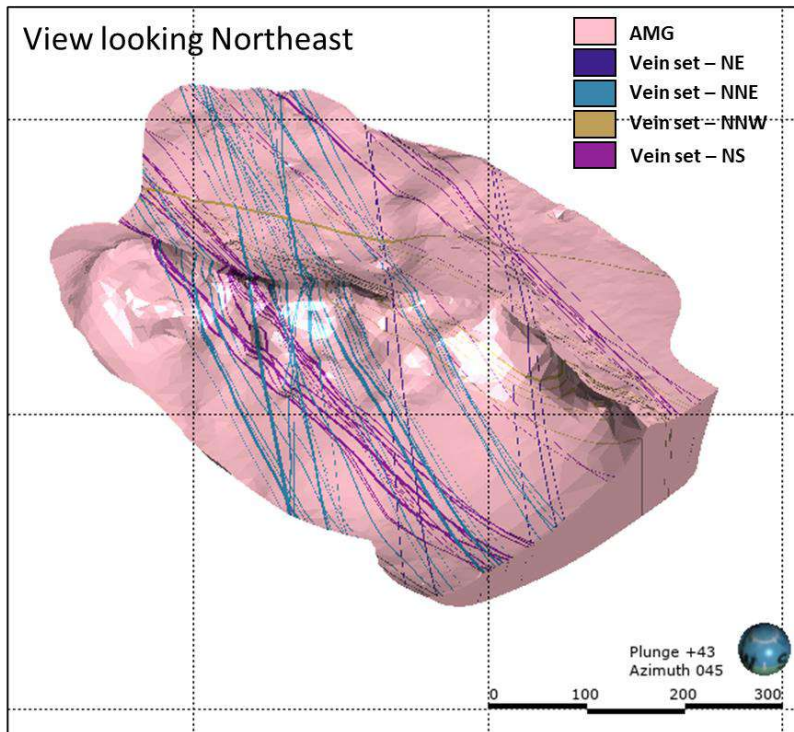 View looking Northeast
AMG
Vein set – NE
Vein set – NNE
Vein set – NNW
Vein set – NS
Plunge +43
Azimuth 045
W S
0 100 200 300